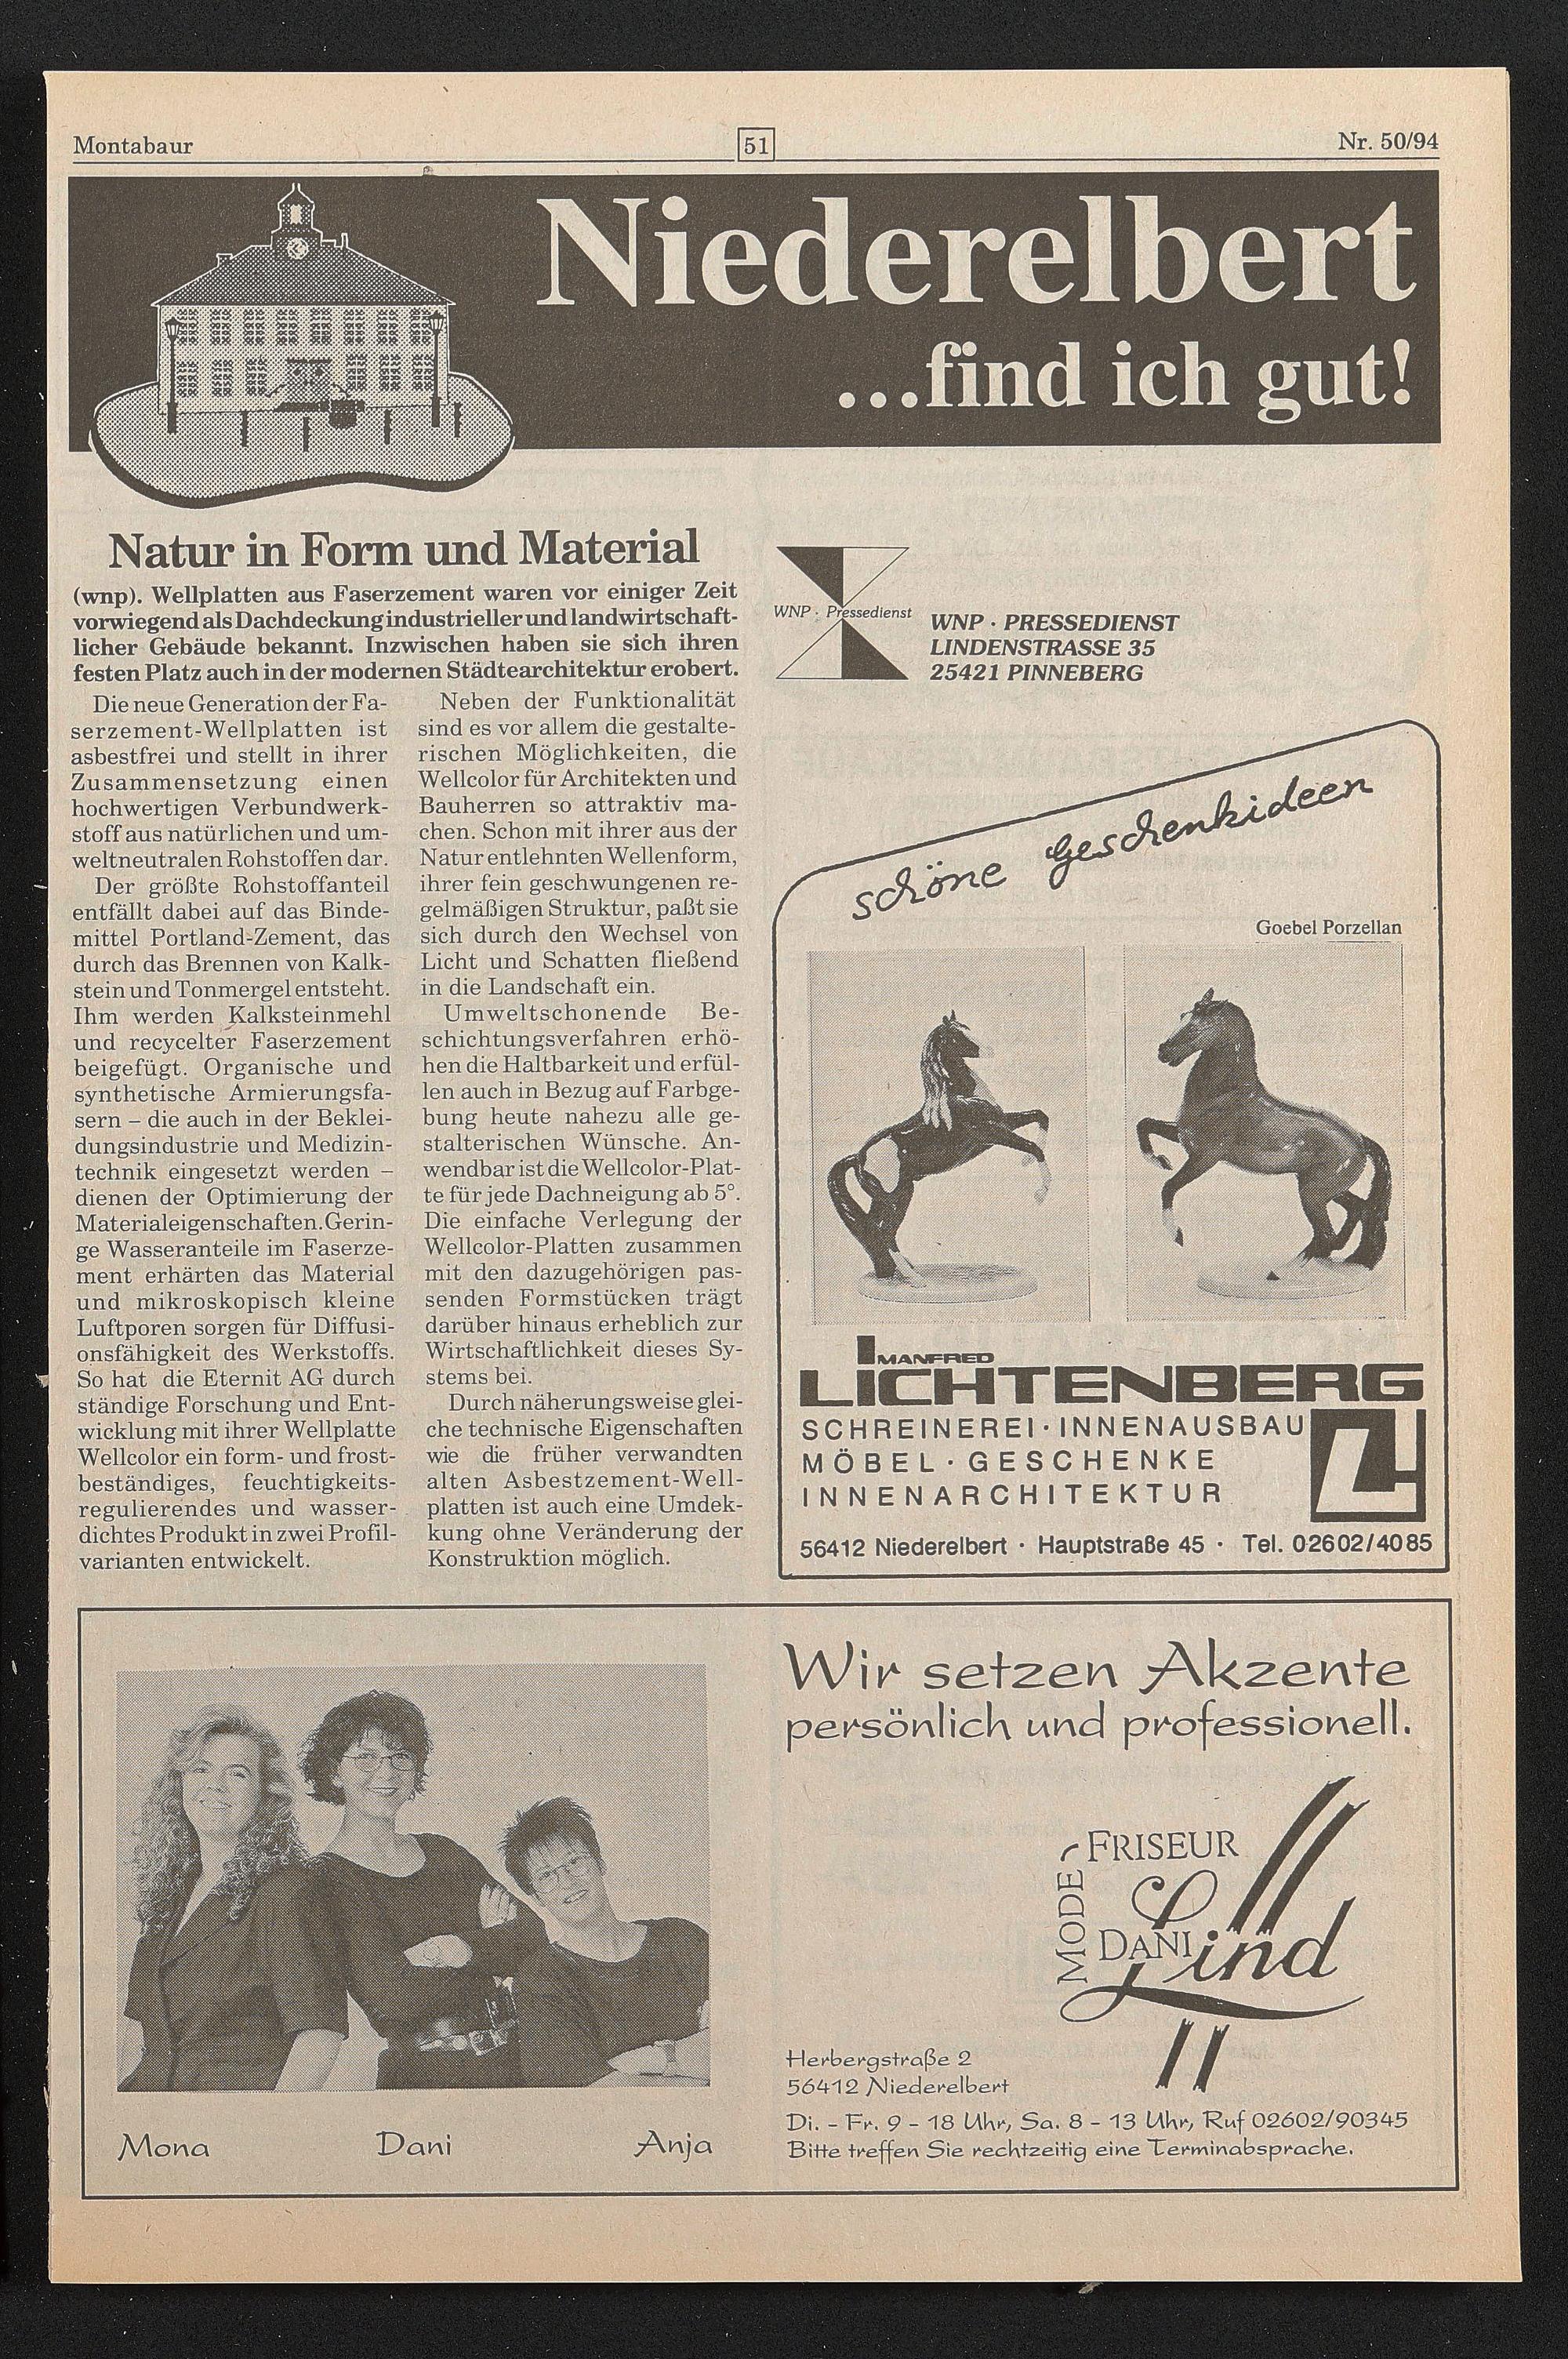 Montabaur
51
Nr. 50/94
Niederelbert
...find ich gut!
Natur in Form und Material
(wnp). Wellplatten aus Faserzement waren vor einiger Zeit
vorwiegend als Dachdeckung industrieller und landwirtschaft-
licher Gebäude bekannt. Inzwischen haben sie sich ihren
festen Platz auch in der modernen Städtearchitektur erobert.
Die neue Generation der Fa-
serzement-Wellplatten ist
asbestfrei und stellt in ihrer
Zusammensetzung einen
hochwertigen Verbundwerk-
stoff aus natürlichen und um-
weltneutralen Rohstoffen dar.
Der größte Rohstoffanteil
entfällt dabei auf das Binde-
mittel Portland-Zement, das
durch das Brennen von Kalk-
stein und Tonmergel entsteht.
Ihm werden Kalksteinmehl
und recycelter Faserzement
beigefügt. Organische und
synthetische Armierungsfa-
sern – die auch in der Beklei-
dungsindustrie und Medizin-
technik eingesetzt werden –
dienen der Optimierung der
Materialeigenschaften. Gerin-
ge Wasseranteile im Faserze-
ment erhärten das Material
und mikroskopisch kleine
Luftporen sorgen für Diffusi-
onsfähigkeit des Werkstoffs.
So hat die Eternit AG durch
ständige Forschung und Ent-
wicklung mit ihrer Wellplatte
Wellcolor ein form- und frost-
beständiges, feuchtigkeits-
regulierendes und wasser-
dichtes Produkt in zwei Profil-
varianten entwickelt.
Neben der Funktionalität
sind es vor allem die gestalte-
rischen Möglichkeiten, die
Wellcolor für Architekten und
Bauherren so attraktiv ma-
chen. Schon mit ihrer aus der
Natur entlehnten Wellenform,
ihrer fein geschwungenen re-
gelmäßigen Struktur, paßt sie
sich durch den Wechsel von
Licht und Schatten fließend
in die Landschaft ein.
Umweltschonende Be-
schichtungsverfahren erhö-
hen die Haltbarkeit und erfül-
len auch in Bezug auf Farbge-
bung heute nahezu alle ge-
stalterischen Wünsche. An-
wendbar ist die Wellcolor-Plat-
te für jede Dachneigung ab 5°.
Die einfache Verlegung der
Wellcolor-Platten zusammen
mit den dazugehörigen pas-
senden Formstücken trägt
darüber hinaus erheblich zur
Wirtschaftlichkeit dieses Sy-
stems bei.
Durch näherungsweise glei-
che technische Eigenschaften
wie die früher verwandten
alten Asbestzement-Well-
platten ist auch eine Umdek-
kung ohne Veränderung der
Konstruktion möglich.
WNP · Pressedienst
WNP · PRESSEDIENST
LINDENSTRASSE 35
25421 PINNEBERG
schöne Geschenkideen
Goebel Porzellan
MANFRED
LICHTENBERG
SCHREINEREI · INNENAUSBAU
MÖBEL · GESCHENKE
INNENARCHITEKTUR
56412 Niederelbert · Hauptstraße 45 · Tel. 02602/4085
Mona Dani Anja
Wir setzen Akzente
persönlich und professionell.
MODE
FRISEUR
DANI
Lind
Herbergstraße 2
56412 Niederelbert
Di. - Fr. 9 - 18 Uhr, Sa. 8 - 13 Uhr, Ruf 02602/90345
Bitte treffen Sie rechtzeitig eine Terminabsprache.